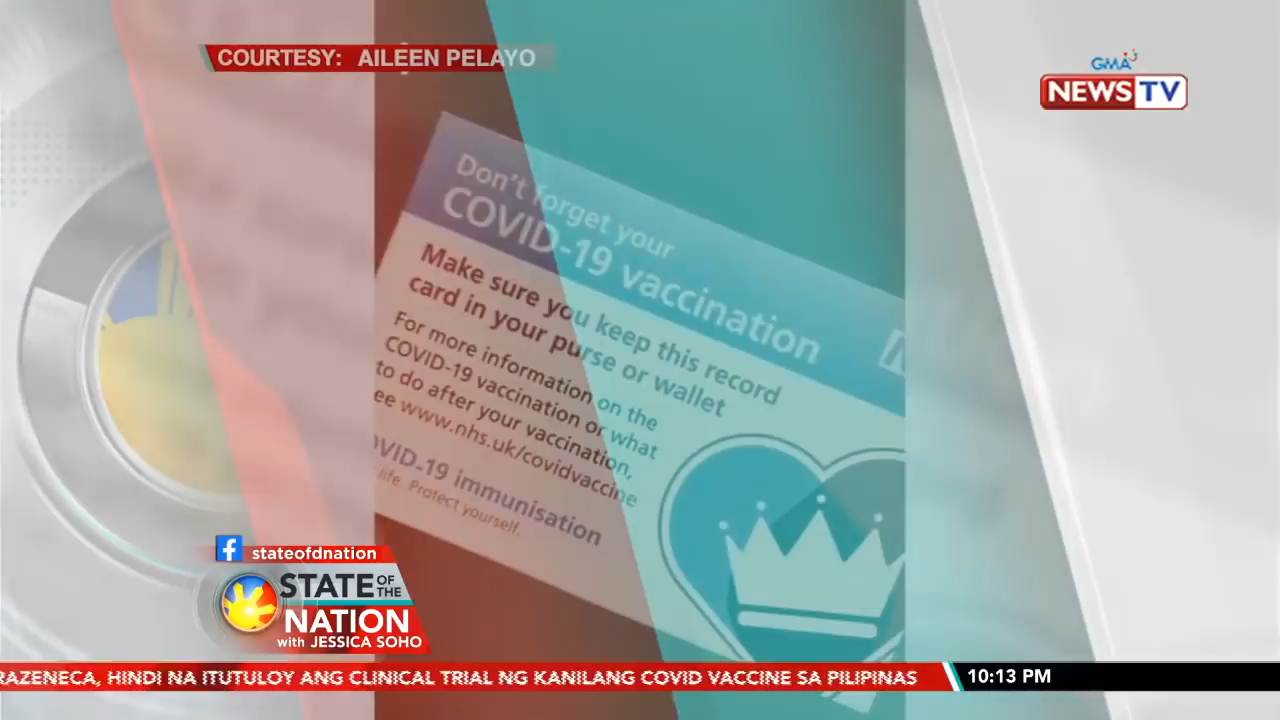 COURTESY: AILEEN PELAYO
GMA
NEWS TV
Don't forget your
COVID-19 vaccination
Make sure you keep this record
card in your purse or wallet
For more information on the
COVID-19 vaccination or what
to do after your vaccination,
ee www.nhs.uk/covidvaccine
OVID-19 immunisation
life. Protect yourself.
stateofdnation
STATE OF THE
NATION
with JESSICA SOHO
RAZENECA, HINDI NA ITUTULOY ANG CLINICAL TRIAL NG KANILANG COVID VACCINE SA PILIPINAS
10:13 PM